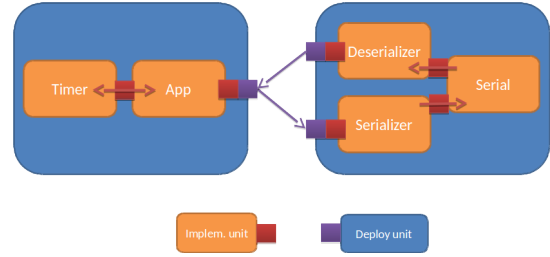 Deserializer
Timer
App
Serial
Serializer
Implem. unit
Deploy unit